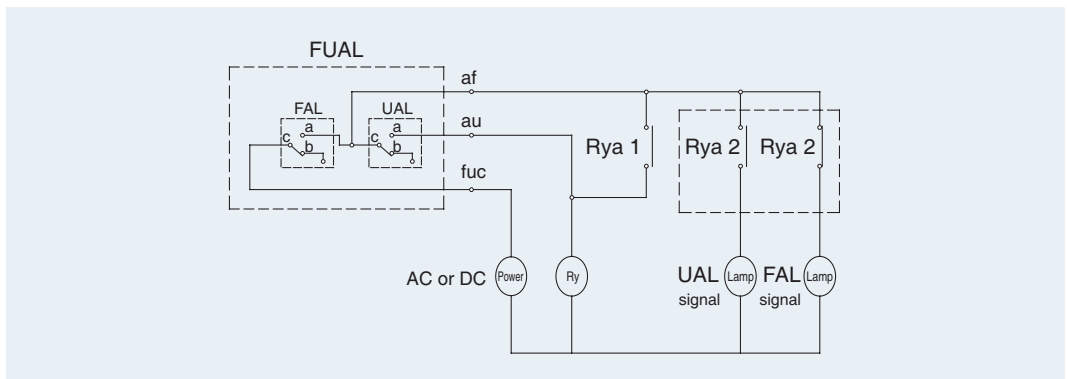 FUAL
af
FAL
UAL
a
c
b
a
c
b
au
Rya 1
Rya 2
Rya 2
fuc
AC or DC
Power
Ry
UAL
signal
Lamp
FAL
signal
Lamp